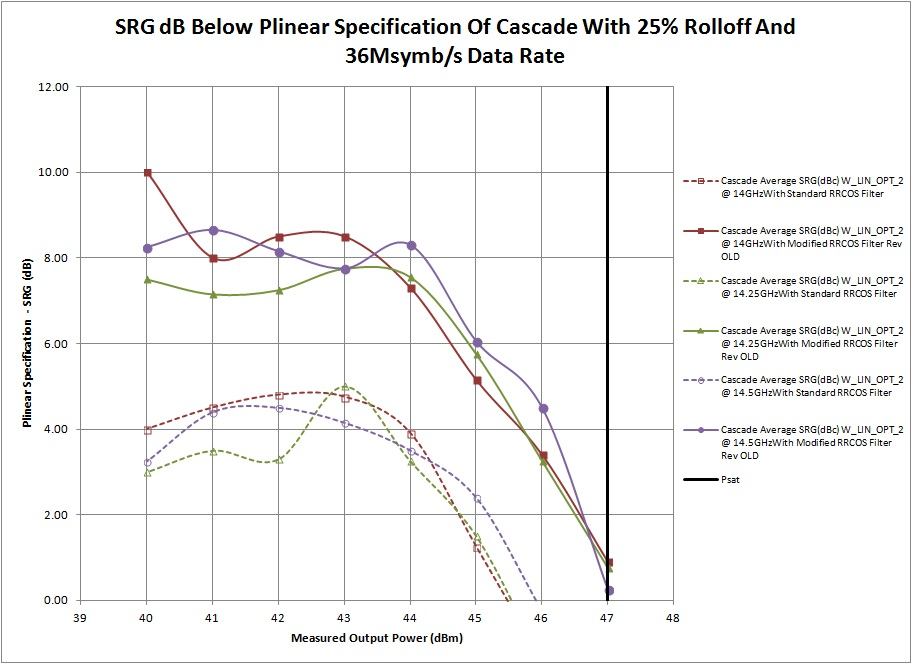 SRG dB Below Plinear Specification Of Cascade With 25% Rolloff And
36Msymb/s Data Rate
12.00
10.00
8.00
6.00
4.00
2.00
0.00
Plinear Specification - SRG (dB)
39 40 41 42 43 44 45 46 47 48
Measured Output Power (dBm)
Cascade Average SRG(dBc) W_LIN_OPT_2
@ 14GHzWith Standard RRCOS Filter
Cascade Average SRG(dBc) W_LIN_OPT_2
@ 14GHzWith Modified RRCOS Filter Rev
OLD
Cascade Average SRG(dBc) W_LIN_OPT_2
@ 14.25GHzWith Standard RRCOS Filter
Cascade Average SRG(dBc) W_LIN_OPT_2
@ 14.25GHzWith Modified RRCOS Filter
Rev OLD
Cascade Average SRG(dBc) W_LIN_OPT_2
@ 14.5GHzWith Standard RRCOS Filter
Cascade Average SRG(dBc) W_LIN_OPT_2
@ 14.5GHzWith Modified RRCOS Filter
Rev OLD
Psat